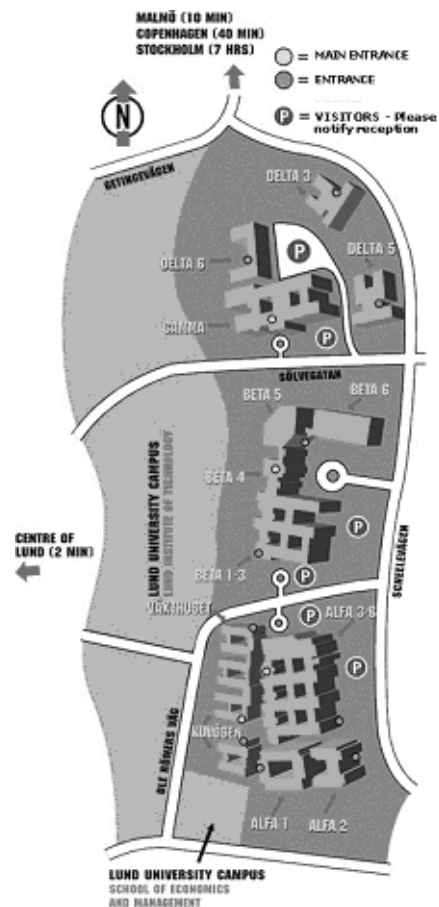 MALMÖ (10 MIN)
COPENHAGEN (40 MIN)
STOCKHOLM (7 HRS)
= MAIN ENTRANCE
= ENTRANCE
P = VISITORS - Please
notify reception
N
GETINGEVÄGEN
DELTA 3
DELTA 6
P
DELTA 5
GAMMA
P
SÖLVEGATAN
BETA 5
BETA 6
BETA 4
LUND UNIVERSITY CAMPUS
LUND INSTITUTE OF TECHNOLOGY
SCHEELEVÄGEN
P
CENTRE OF
LUND (2 MIN)
BETA 1-3
P
VÄXTHUSET
P
ALFA 3-6
P
OLE RÖMERS VÄG
KUVÖSEN
ALFA 1
ALFA 2
LUND UNIVERSITY CAMPUS
SCHOOL OF ECONOMICS
AND MANAGEMENT